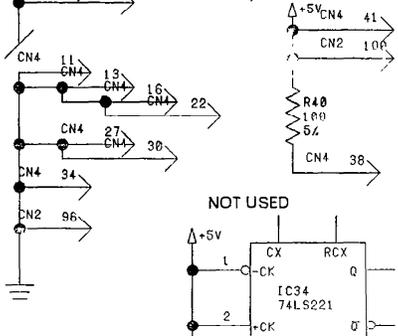 +5V CN4 41
CN2 100
CN4 11
CN4 13
CN4 16
22
R40
100
5%
CN4 27
CN4 30
CN4 38
CN4 34
CN2 96
NOT USED
+5V
CX RCX
1 -CK Q
IC34
74LS221
2 +CK Q